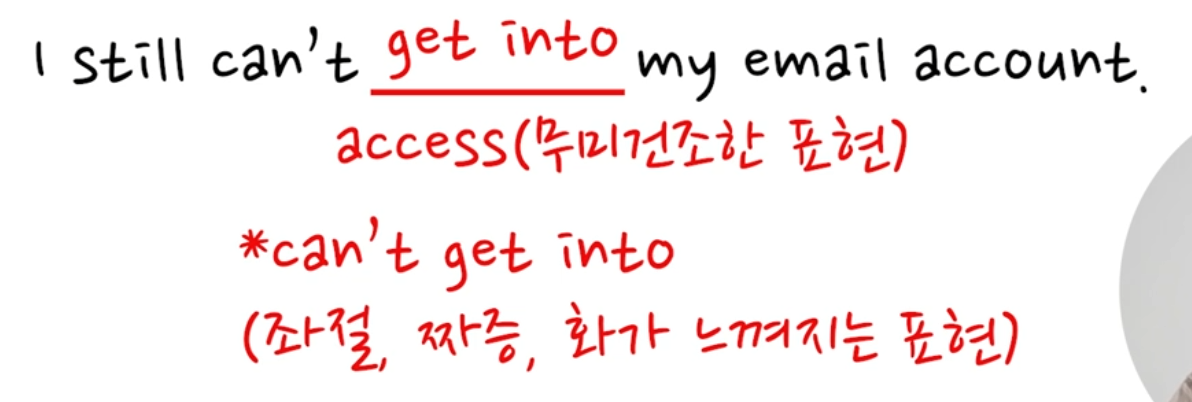 I still can't get into my email account.
access(무미건조한 표현)
*can't get into
(좌절, 짜증, 화가 느껴지는 표현)